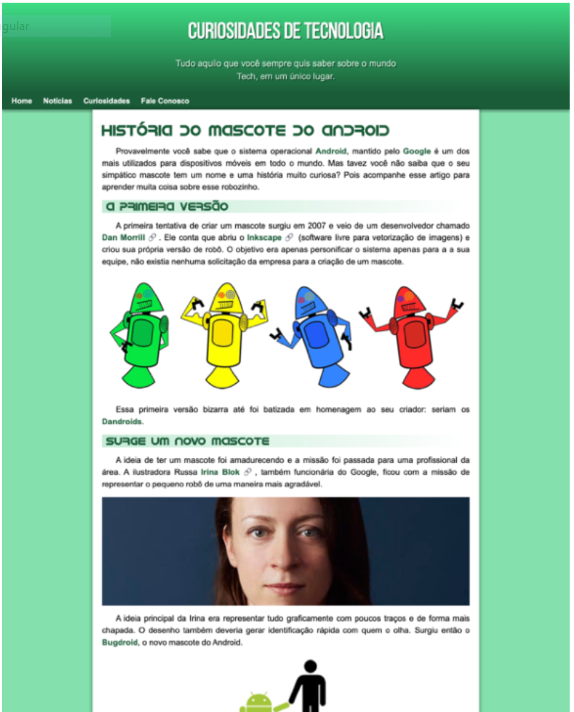 gular
CURIOSIDADES DE TECNOLOGIA
Tudo aquilo que você sempre quis saber sobre o mundo
Tech, em um único lugar.
Home Notícias Curiosidades Fale Conosco
HISTÓRIA DO MASCOTE DO ANDROID
Provavelmente você sabe que o sistema operacional Android, mantido pelo Google é um dos
mais utilizados para dispositivos móveis em todo o mundo. Mas tavez você não saiba que o seu
simpático mascote tem um nome e uma história muito curiosa? Pois acompanhe esse artigo para
aprender muita coisa sobre esse robozinho.
A PRIMEIRA VERSÃO
A primeira tentativa de criar um mascote surgiu em 2007 e veio de um desenvolvedor chamado
Dan Morrill 🔗 . Ele conta que abriu o Inkscape 🔗 (software livre para vetorização de imagens) e
criou sua própria versão de robô. O objetivo era apenas personificar o sistema apenas para a a sua
equipe, não existia nenhuma solicitação da empresa para a criação de um mascote.
Essa primeira versão bizarra até foi batizada em homenagem ao seu criador: seriam os
Dandroids.
SURGE UM NOVO MASCOTE
A ideia de ter um mascote foi amadurecendo e a missão foi passada para uma profissional da
área. A ilustradora Russa Irina Blok 🔗 , também funcionária do Google, ficou com a missão de
representar o pequeno robô de uma maneira mais agradável.
A ideia principal da Irina era representar tudo graficamente com poucos traços e de forma mais
chapada. O desenho também deveria gerar identificação rápida com quem o olha. Surgiu então o
Bugdroid, o novo mascote do Android.